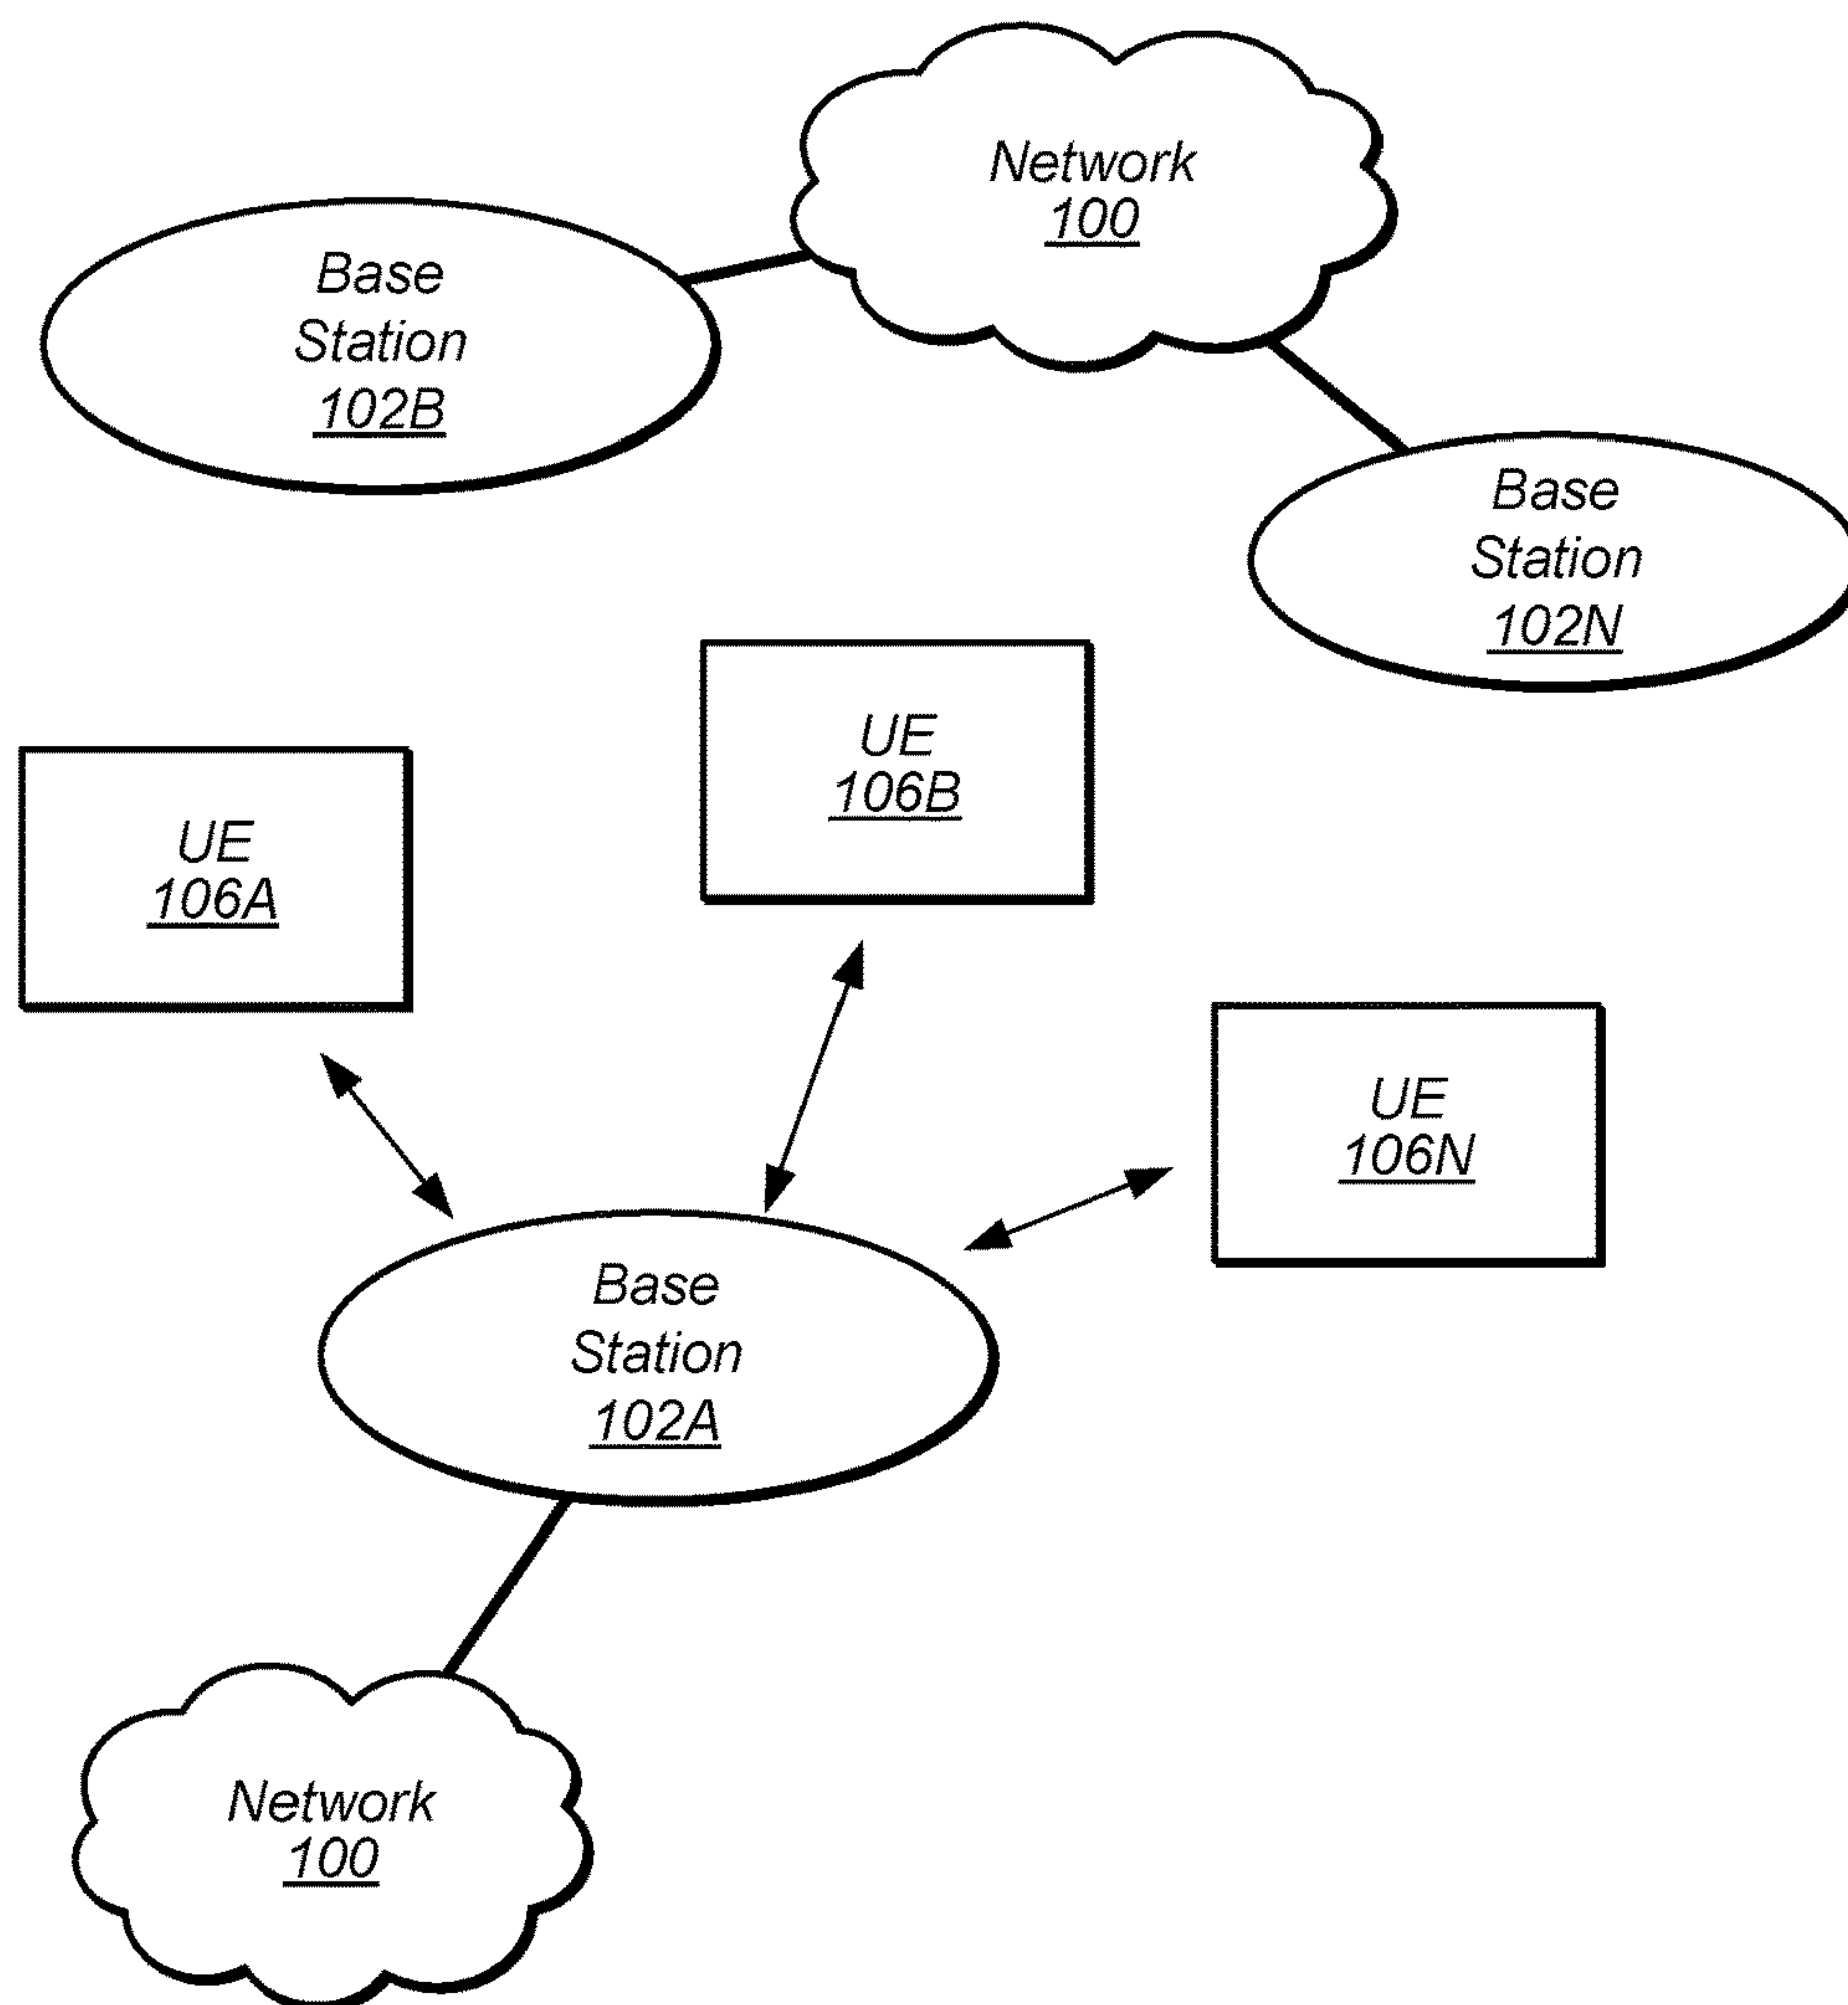 Network
100
Base
Station
102B
Base
Station
102N
UE
106B
UE
106A
UE
106N
Base
Station
102A
Network
100